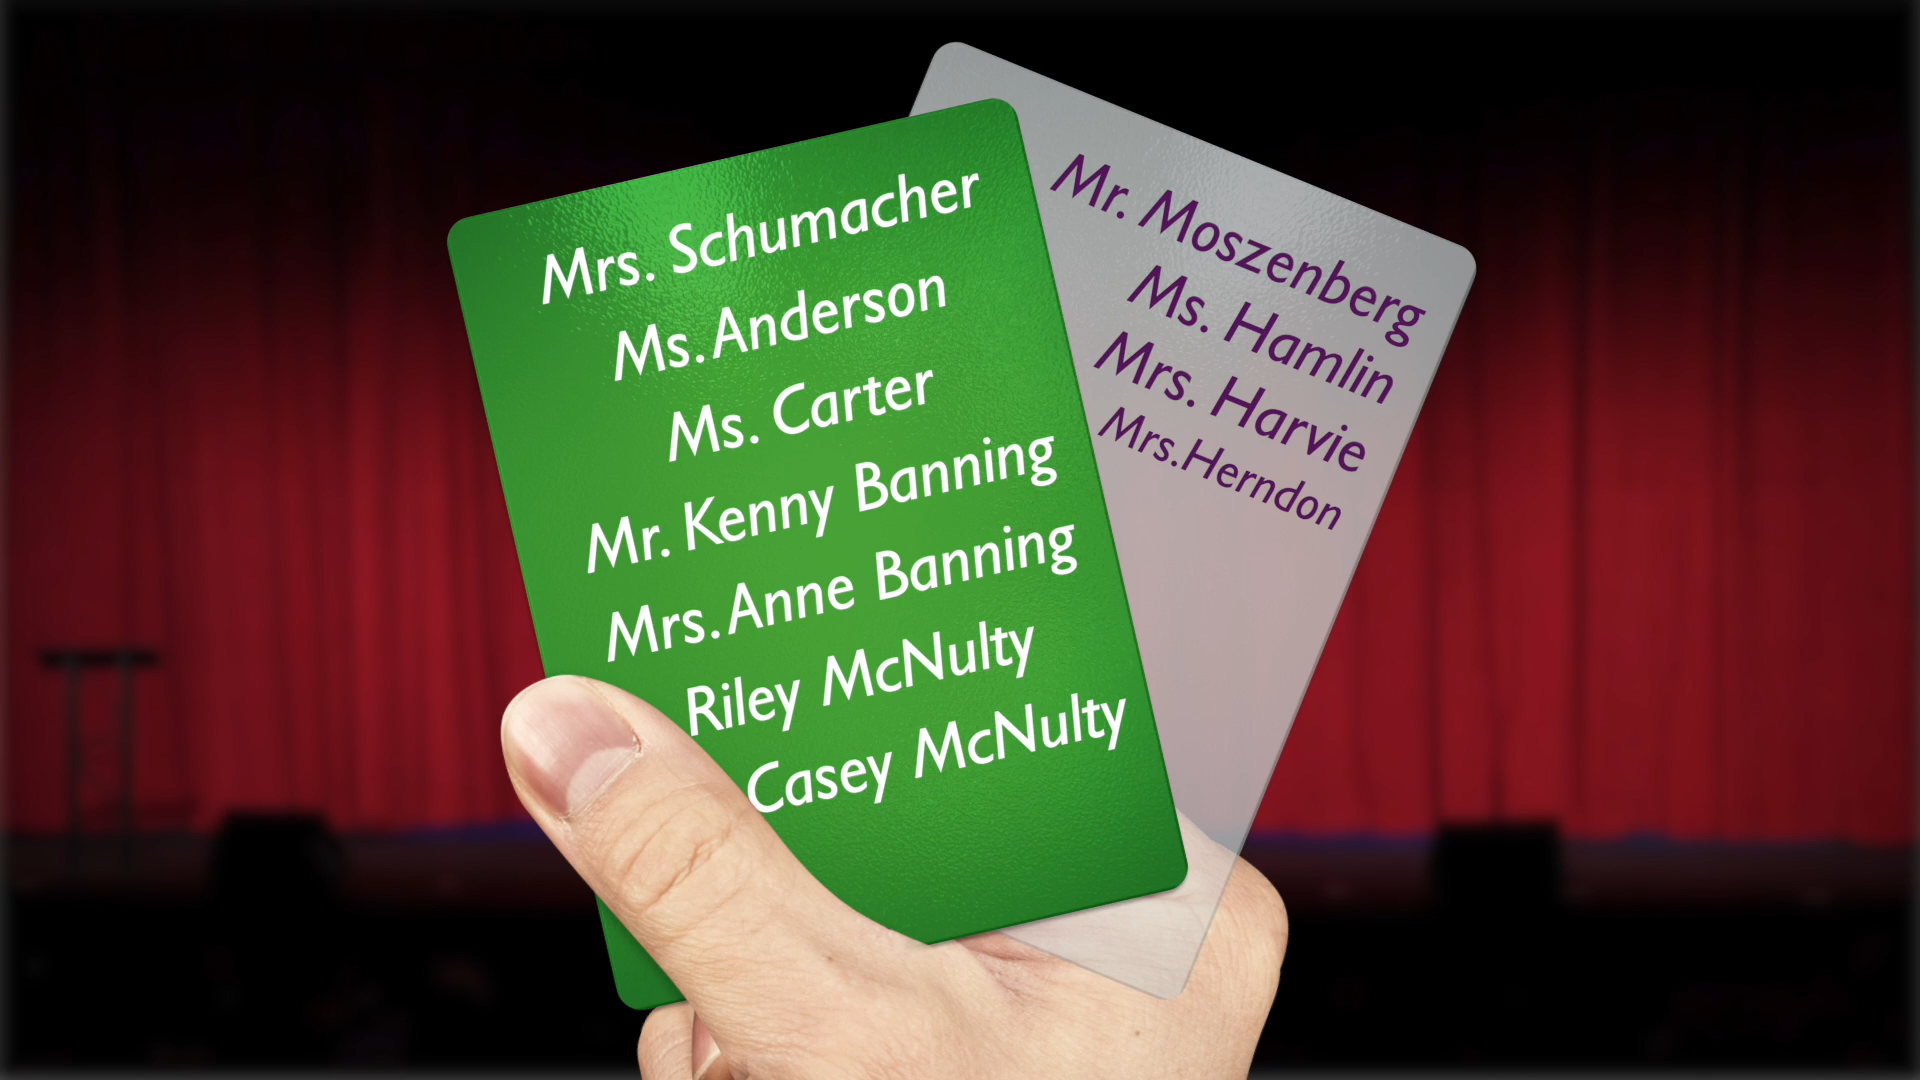 Mrs. Schumacher
Ms. Anderson
Ms. Carter
Mr. Kenny Banning
Mrs. Anne Banning
Riley McNulty
Casey McNulty
Mr. Moszenberg
Ms. Hamlin
Mrs. Harvie
Mrs. Herndon